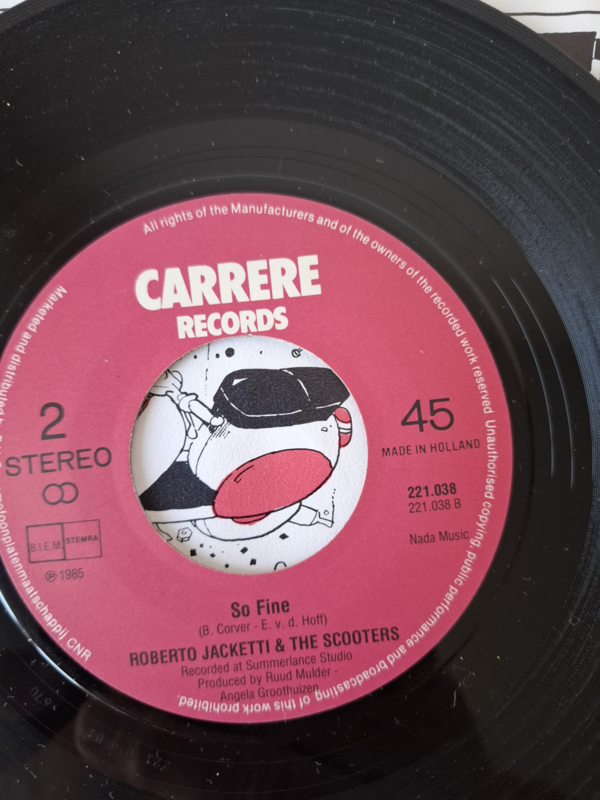 All rights of the Manufacturers and of the owners of the recorded work reserved. Unauthorised copying, public performance and broadcasting of this work prohibited.
CARRERE
RECORDS
2
STEREO
B.I.E.M.
STEMRA
℗ 1985
45
MADE IN HOLLAND
221.038
221.038 B
Nada Music
So Fine
(B. Corver - E. v. d. Hoff)
ROBERTO JACKETTI & THE SCOOTERS
Recorded at Summerlance Studio
Produced by Ruud Mulder -
Angela Groothuizen
Marketed and distributed
CNR